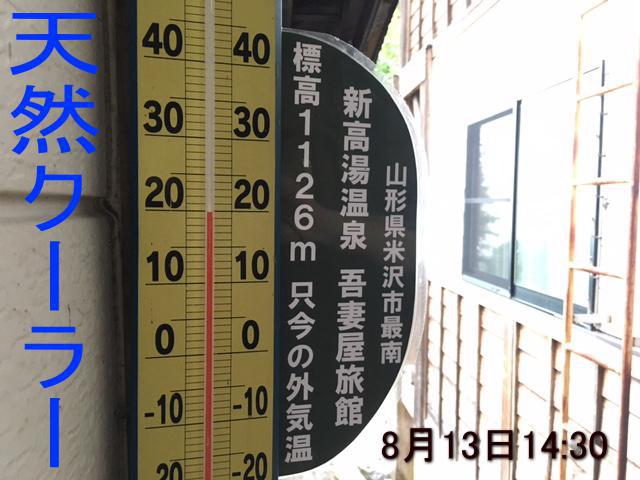 天然クーラー
40 40
30 30
20 20
10 10
0 0
-10 -10
-20 -20
山形県米沢市最南
新高湯温泉 吾妻屋旅館
標高1126m 只今の外気温
8月13日14:30